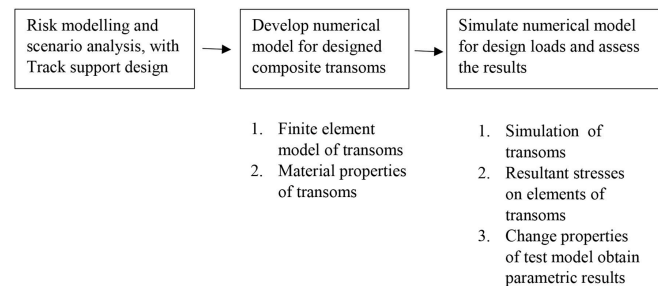 Risk modelling and
scenario analysis, with
Track support design
Develop numerical
model for designed
composite transoms
Simulate numerical model
for design loads and assess
the results
1. Finite element
model of transoms
2. Material properties
of transoms
1. Simulation of
transoms
2. Resultant stresses
on elements of
transoms
3. Change properties
of test model obtain
parametric results